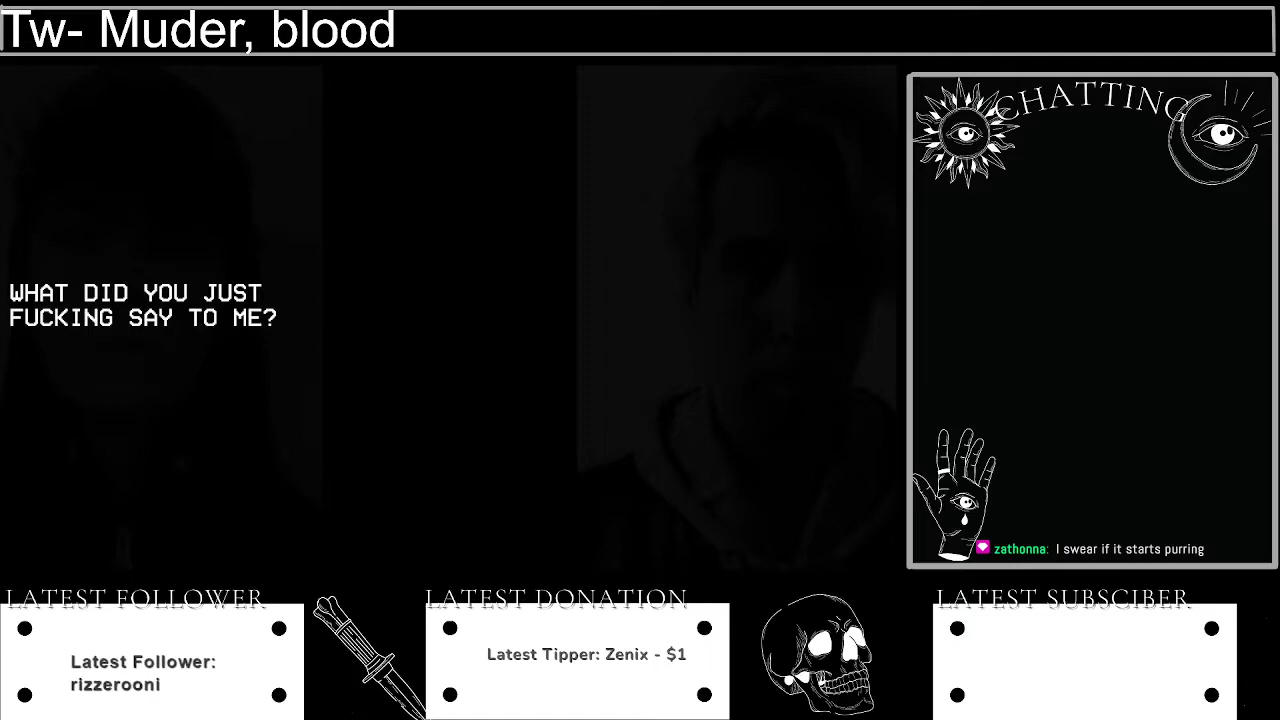 Tw- Muder, blood
CHATTING
WHAT DID YOU JUST
FUCKING SAY TO ME?
zathonna: I swear if it starts purring
LATEST FOLLOWER
LATEST DONATION
LATEST SUBSCIBER
Latest Follower:
rizzerooni
Latest Tipper: Zenix - $1